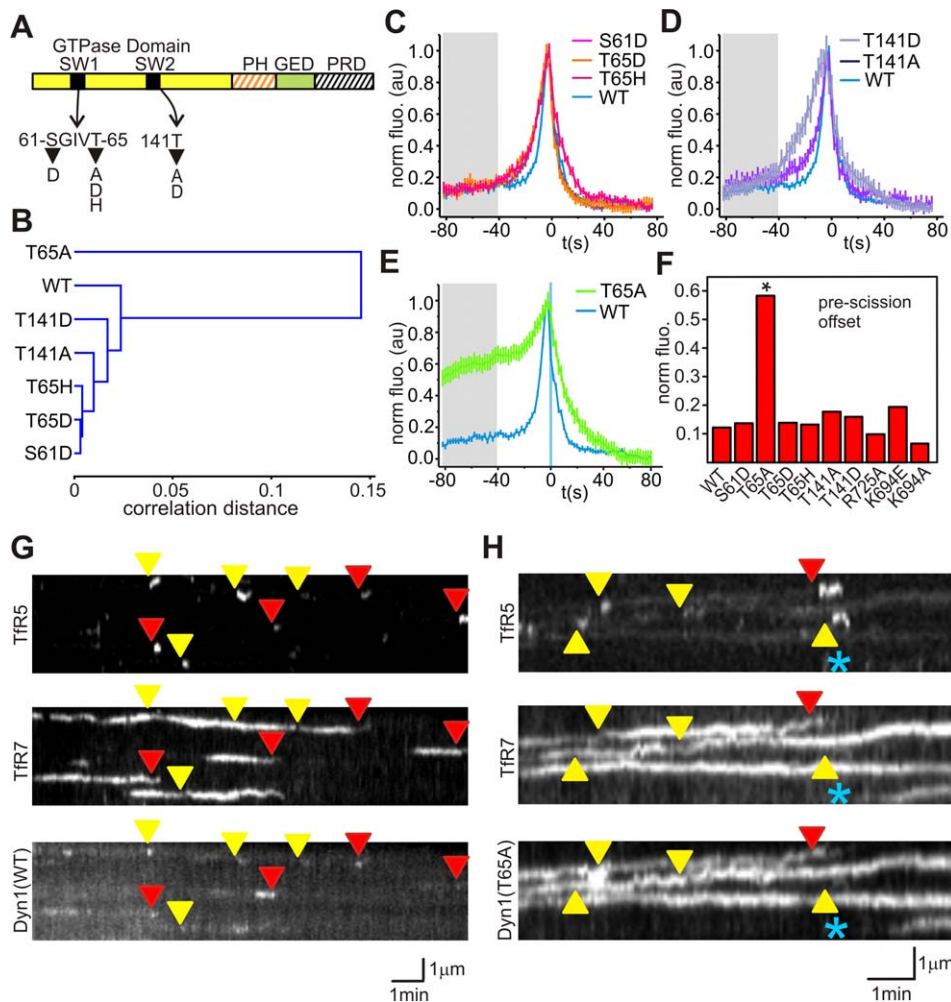 A
GTPase Domain
SW1
SW2
PH
GED
PRD
61-SGIVT-65
141T
D
A
D
H
A
D
B
T65A
WT
T141D
T141A
T65H
T65D
S61D
0
0.05
0.1
0.15
correlation distance
C
S61D
T65D
T65H
WT
norm fluo. (au)
1.0
0.8
0.6
0.4
0.2
0.0
-80
-40
0
40
80
t(s)
D
T141D
T141A
WT
norm fluo. (au)
1.0
0.8
0.6
0.4
0.2
0.0
-80
-40
0
40
80
t(s)
E
T65A
WT
norm fluo. (au)
1.0
0.8
0.6
0.4
0.2
0.0
-80
-40
0
40
80
t(s)
F
pre-scission
offset
*
norm fluo.
0.6
0.4
0.3
0.2
0.1
WT
S61D
T65A
T65D
T65H
T141A
T141D
R725A
K694E
K694A
G
TfR5
TfR7
Dyn1(WT)
1μm
1min
H
TfR5
*
TfR7
*
Dyn1(T65A)
*
1μm
1min